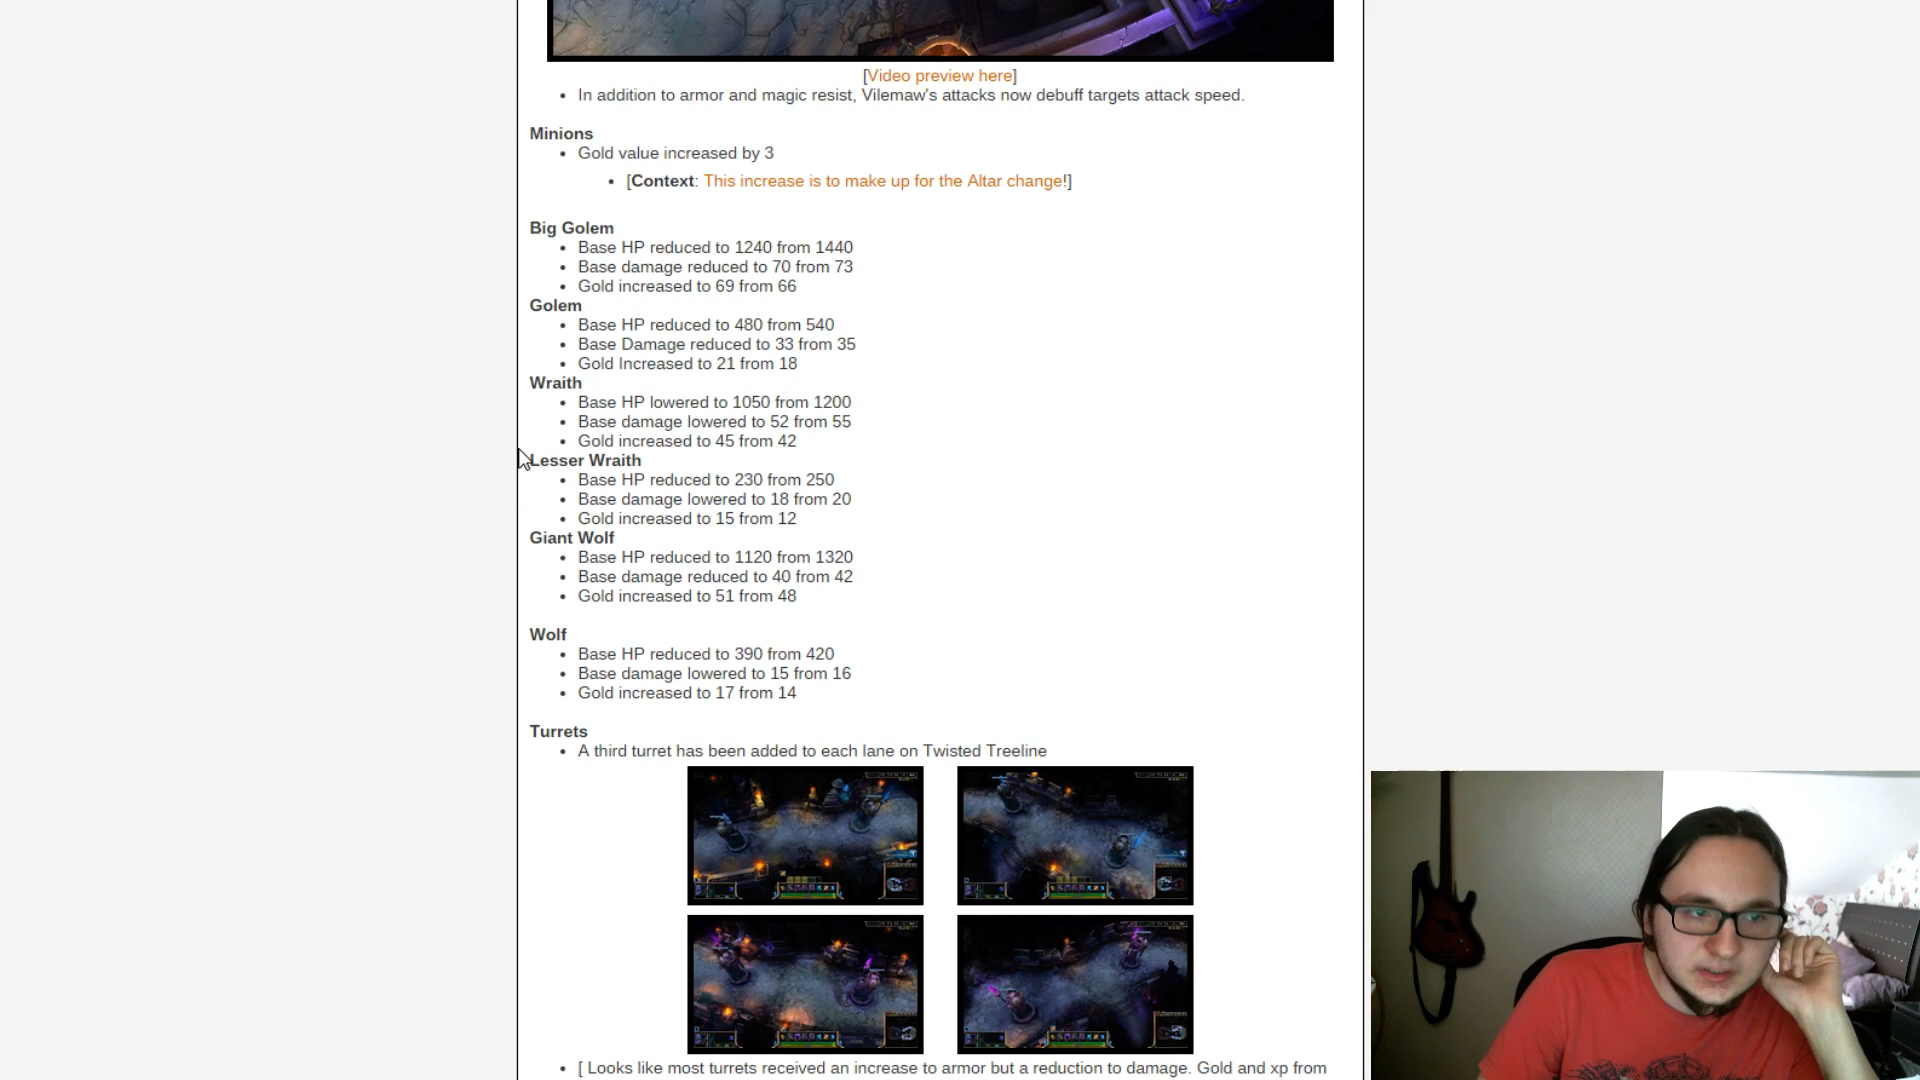 [Video preview here]
• In addition to armor and magic resist, Vilemaw's attacks now debuff targets attack speed.
Minions
• Gold value increased by 3
• [Context: This increase is to make up for the Altar change!]
Big Golem
• Base HP reduced to 1240 from 1440
• Base damage reduced to 70 from 73
• Gold increased to 69 from 66
Golem
• Base HP reduced to 480 from 540
• Base Damage reduced to 33 from 35
• Gold Increased to 21 from 18
Wraith
• Base HP lowered to 1050 from 1200
• Base damage lowered to 52 from 55
• Gold increased to 45 from 42
Lesser Wraith
• Base HP reduced to 230 from 250
• Base damage lowered to 18 from 20
• Gold increased to 15 from 12
Giant Wolf
• Base HP reduced to 1120 from 1320
• Base damage reduced to 40 from 42
• Gold increased to 51 from 48
Wolf
• Base HP reduced to 390 from 420
• Base damage lowered to 15 from 16
• Gold increased to 17 from 14
Turrets
• A third turret has been added to each lane on Twisted Treeline
• [ Looks like most turrets received an increase to armor but a reduction to damage. Gold and xp from